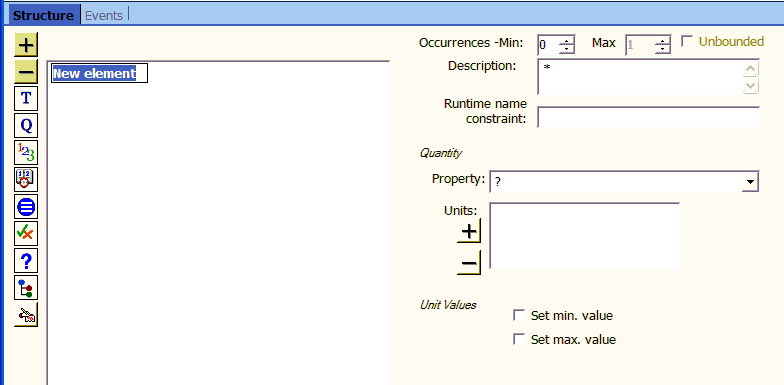 Structure Events
Occurrences -Min: 0 Max 1 Unbounded
New element
Description: *
T
Runtime name
constraint:
Q
123
Quantity
Property: ?
Units:
?
Unit Values
Set min. value
Set max. value